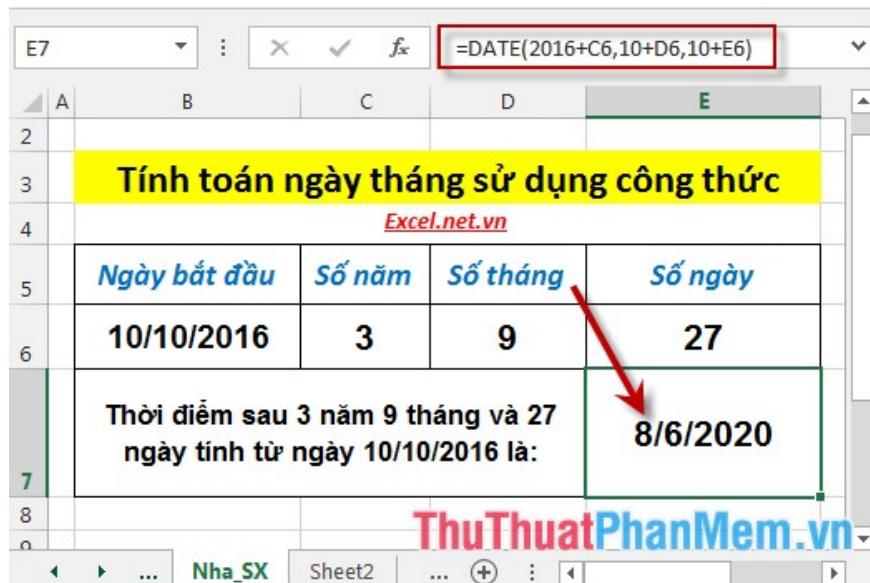 E7 fx =DATE(2016+C6,10+D6,10+E6)
A B C D E
2
3 Tính toán ngày tháng sử dụng công thức
4 Excel.net.vn
5 Ngày bắt đầu Số năm Số tháng Số ngày
6 10/10/2016 3 9 27
Thời điểm sau 3 năm 9 tháng và 27
ngày tính từ ngày 10/10/2016 là:
8/6/2020
7
8
ThuThuatPhanMem.vn
9
... Nha_SX Sheet2 ...